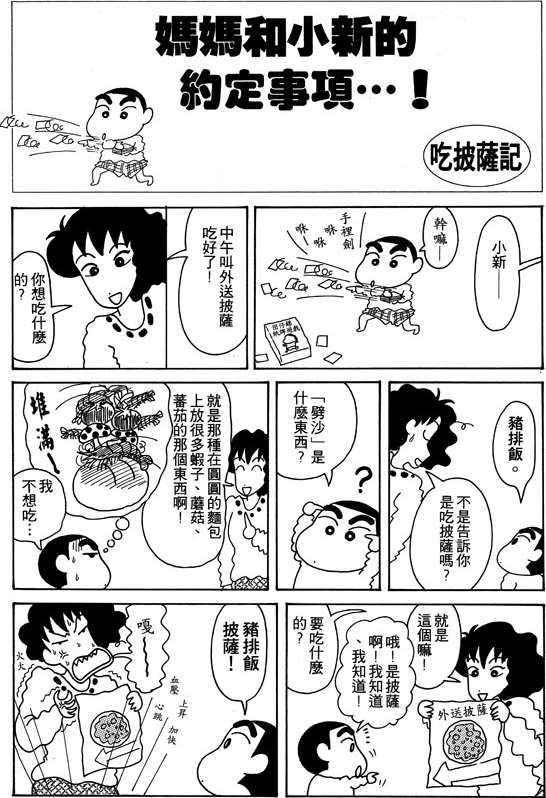 媽媽和小新的
約定事項…！
吃披薩記
小新——
幹嘛—
手裡劍
咻
咻
咻
咻
中午叫外送披薩
吃好了！
你想吃什麼
的？
豬排飯。
不是告訴你
是吃披薩嗎？
「劈沙」是
什麼東西？
？
就是那種在圓圓的麵包
上放很多蝦子、蘑菇、
蕃茄的那個東西啊！
堆滿～
我
不想吃…
就是
這個嘛！
外送披薩
哦！是披薩
啊！我知道
、我知道！
要吃什麼
的？
豬排飯
披薩！
嘎——
火大
血壓上昇
心跳加快